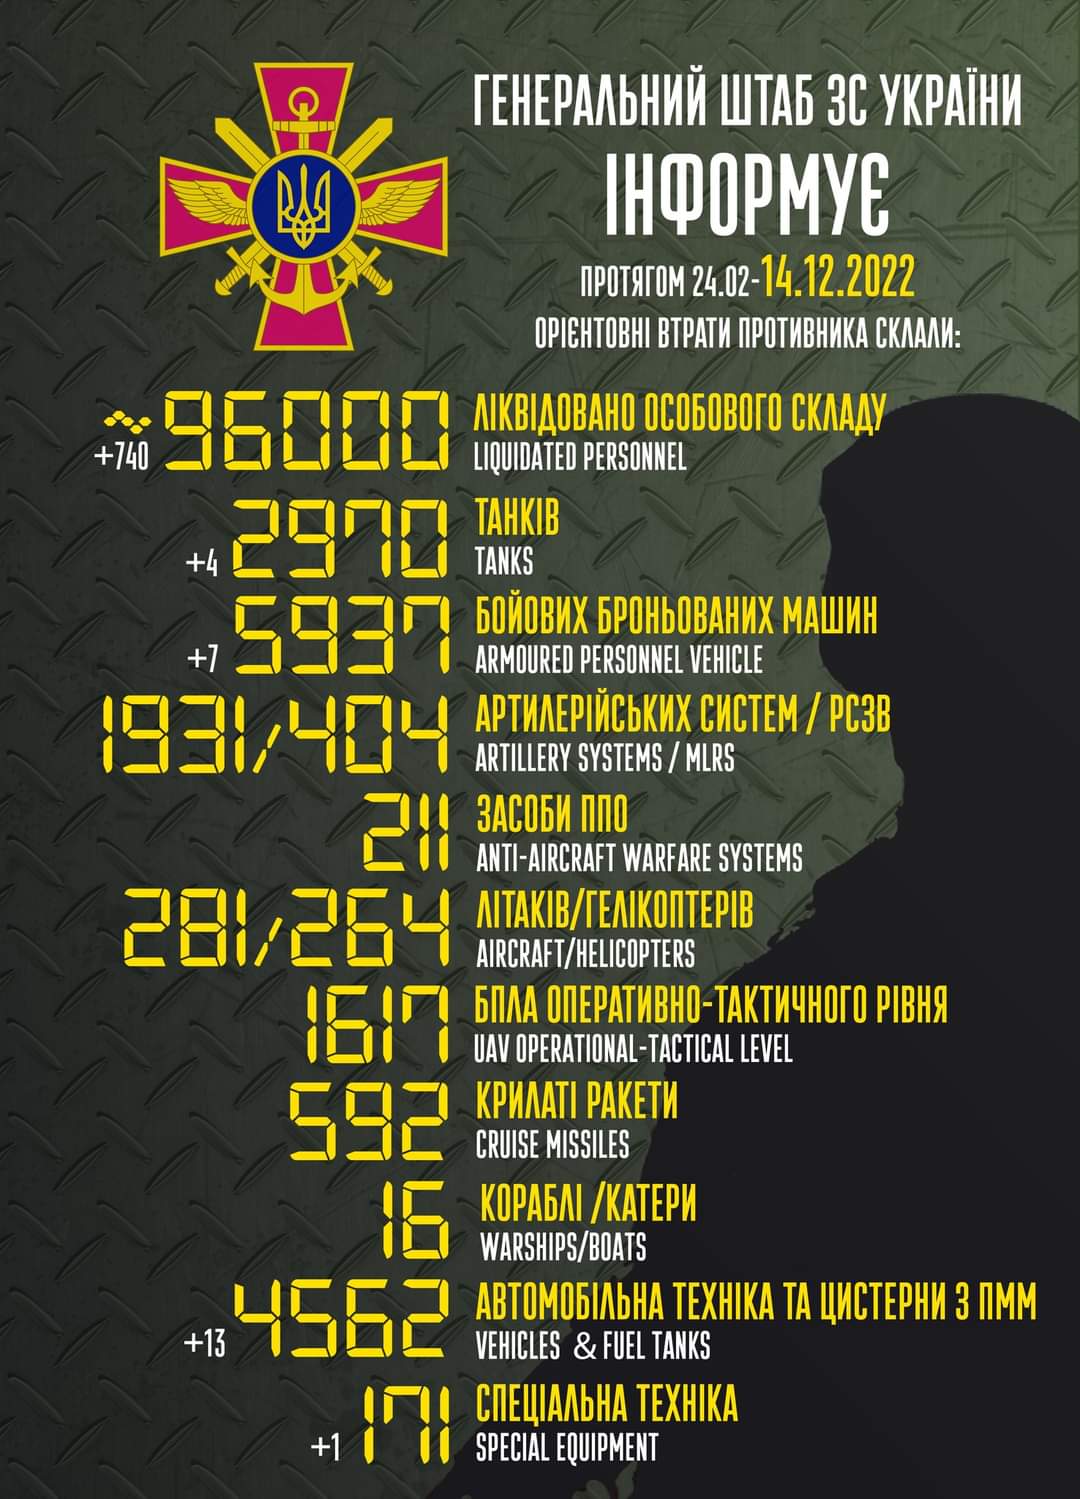 ГЕНЕРАЛЬНИЙ ШТАБ ЗС УКРАЇНИ
ІНФОРМУЄ
ПРОТЯГОМ 24.02-14.12.2022
ОРІЄНТОВНІ ВТРАТИ ПРОТИВНИКА СКЛАЛИ:
~96000 ЛІКВІДОВАНО ОСОБОВОГО СКЛАДУ
+740 LIQUIDATED PERSONNEL
2970 ТАНКІВ
+4 TANKS
5937 БОЙОВИХ БРОНЬОВАНИХ МАШИН
+7 ARMOURED PERSONNEL VEHICLE
1931/404 АРТИЛЕРІЙСЬКИХ СИСТЕМ / РСЗВ
ARTILLERY SYSTEMS / MLRS
211 ЗАСОБИ ППО
ANTI-AIRCRAFT WARFARE SYSTEMS
281/264 ЛІТАКІВ/ГЕЛІКОПТЕРІВ
AIRCRAFT/HELICOPTERS
1617 БПЛА ОПЕРАТИВНО-ТАКТИЧНОГО РІВНЯ
UAV OPERATIONAL-TACTICAL LEVEL
592 КРИЛАТІ РАКЕТИ
CRUISE MISSILES
16 КОРАБЛІ /КАТЕРИ
WARSHIPS/BOATS
4562 АВТОМОБІЛЬНА ТЕХНІКА ТА ЦИСТЕРНИ З ПММ
+13 VEHICLES & FUEL TANKS
171 СПЕЦІАЛЬНА ТЕХНІКА
+1 SPECIAL EQUIPMENT